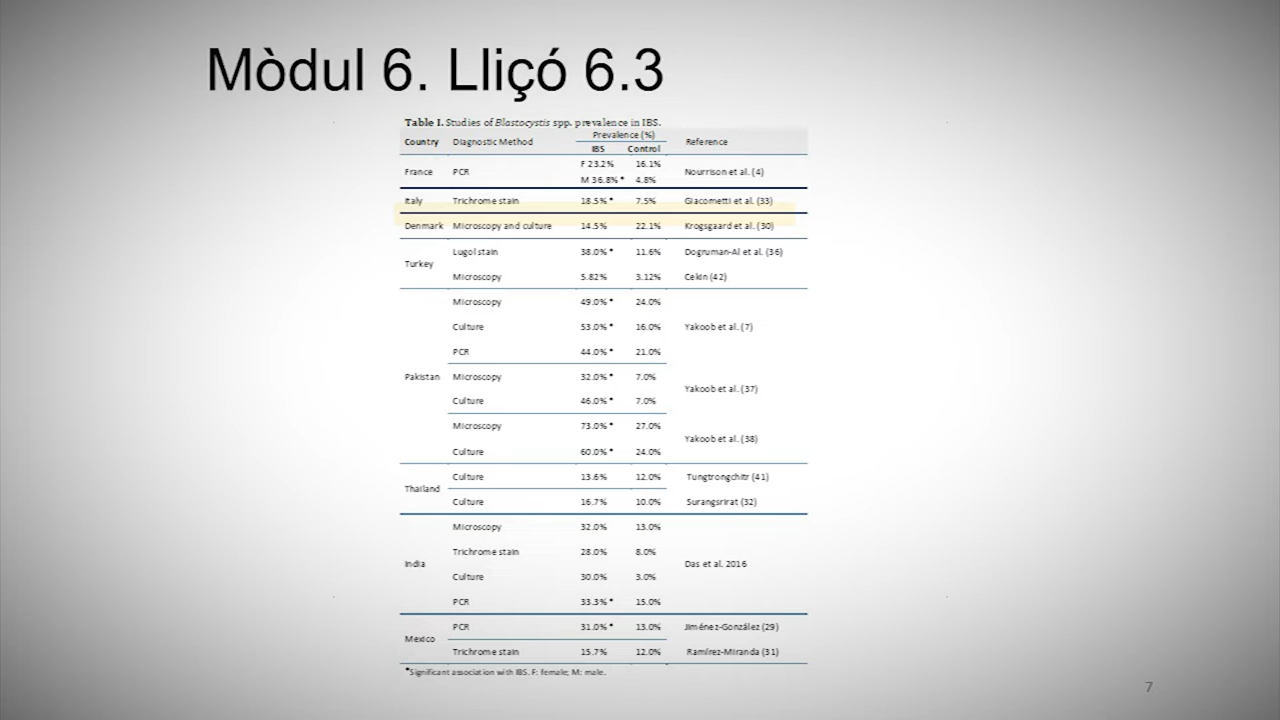 Mòdul 6. Lliçó 6.3
Table I. Studies of Blastocystis spp. prevalence in IBS.
Country Diagnostic Method Prevalence (%) Reference
IBS Control
France PCR F 23.2% 16.1% Nourrison et al. (4)
M 36.8% * 4.8%
Italy Trichrome stain 18.5% * 7.5% Giacometti et al. (33)
Denmark Microscopy and culture 14.5% 22.1% Krogsgaard et al. (30)
Turkey Lugol stain 38.0% * 11.6% Dogruman-Al et al. (36)
Microscopy 5.82% 3.12% Cekin (42)
Pakistan Microscopy 49.0% * 24.0% Yakoob et al. (7)
Culture 53.0% * 16.0%
PCR 44.0% * 21.0%
Microscopy 32.0% * 7.0% Yakoob et al. (37)
Culture 46.0% * 7.0%
Microscopy 73.0% * 27.0% Yakoob et al. (38)
Culture 60.0% * 24.0%
Thailand Culture 13.6% 12.0% Tungtrongchitr (41)
Culture 16.7% 10.0% Surangsrirat (32)
India Microscopy 32.0% 13.0% Das et al. 2016
Trichrome stain 28.0% 8.0%
Culture 30.0% 3.0%
PCR 33.3% * 15.0%
Mexico PCR 31.0% * 13.0% Jiménez-González (29)
Trichrome stain 15.7% 12.0% Ramírez-Miranda (31)
*Significant association with IBS. F: female; M: male.
7